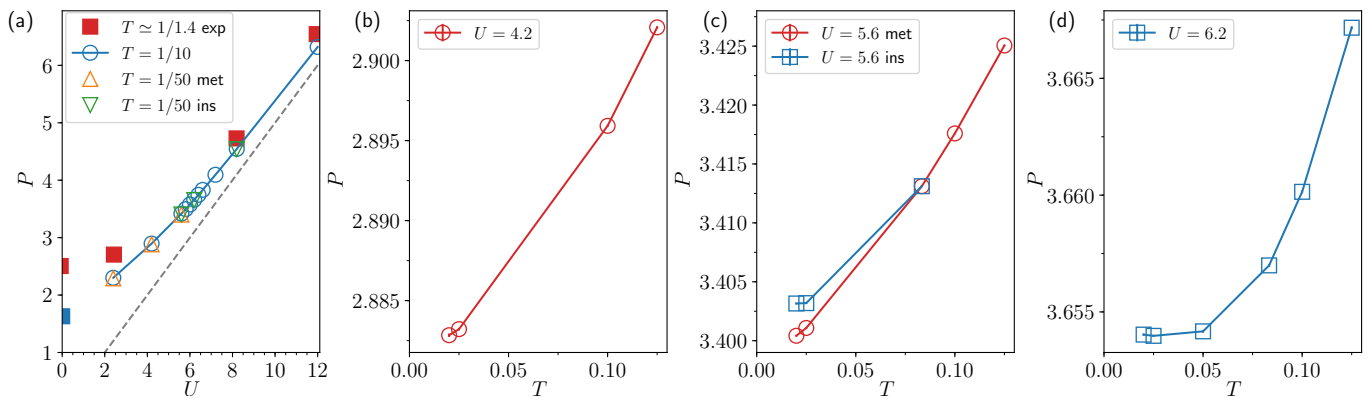 (a)
T ≃ 1/1.4 exp
T = 1/10
T = 1/50 met
T = 1/50 ins
P
6
5
4
3
2
1
0 2 4 6 8 10 12
U
(b)
U = 4.2
P
2.900
2.895
2.890
2.885
0.00 0.05 0.10
T
(c)
U = 5.6 met
U = 5.6 ins
P
3.425
3.420
3.415
3.410
3.405
3.400
0.00 0.05 0.10
T
(d)
U = 6.2
P
3.665
3.660
3.655
0.00 0.05 0.10
T